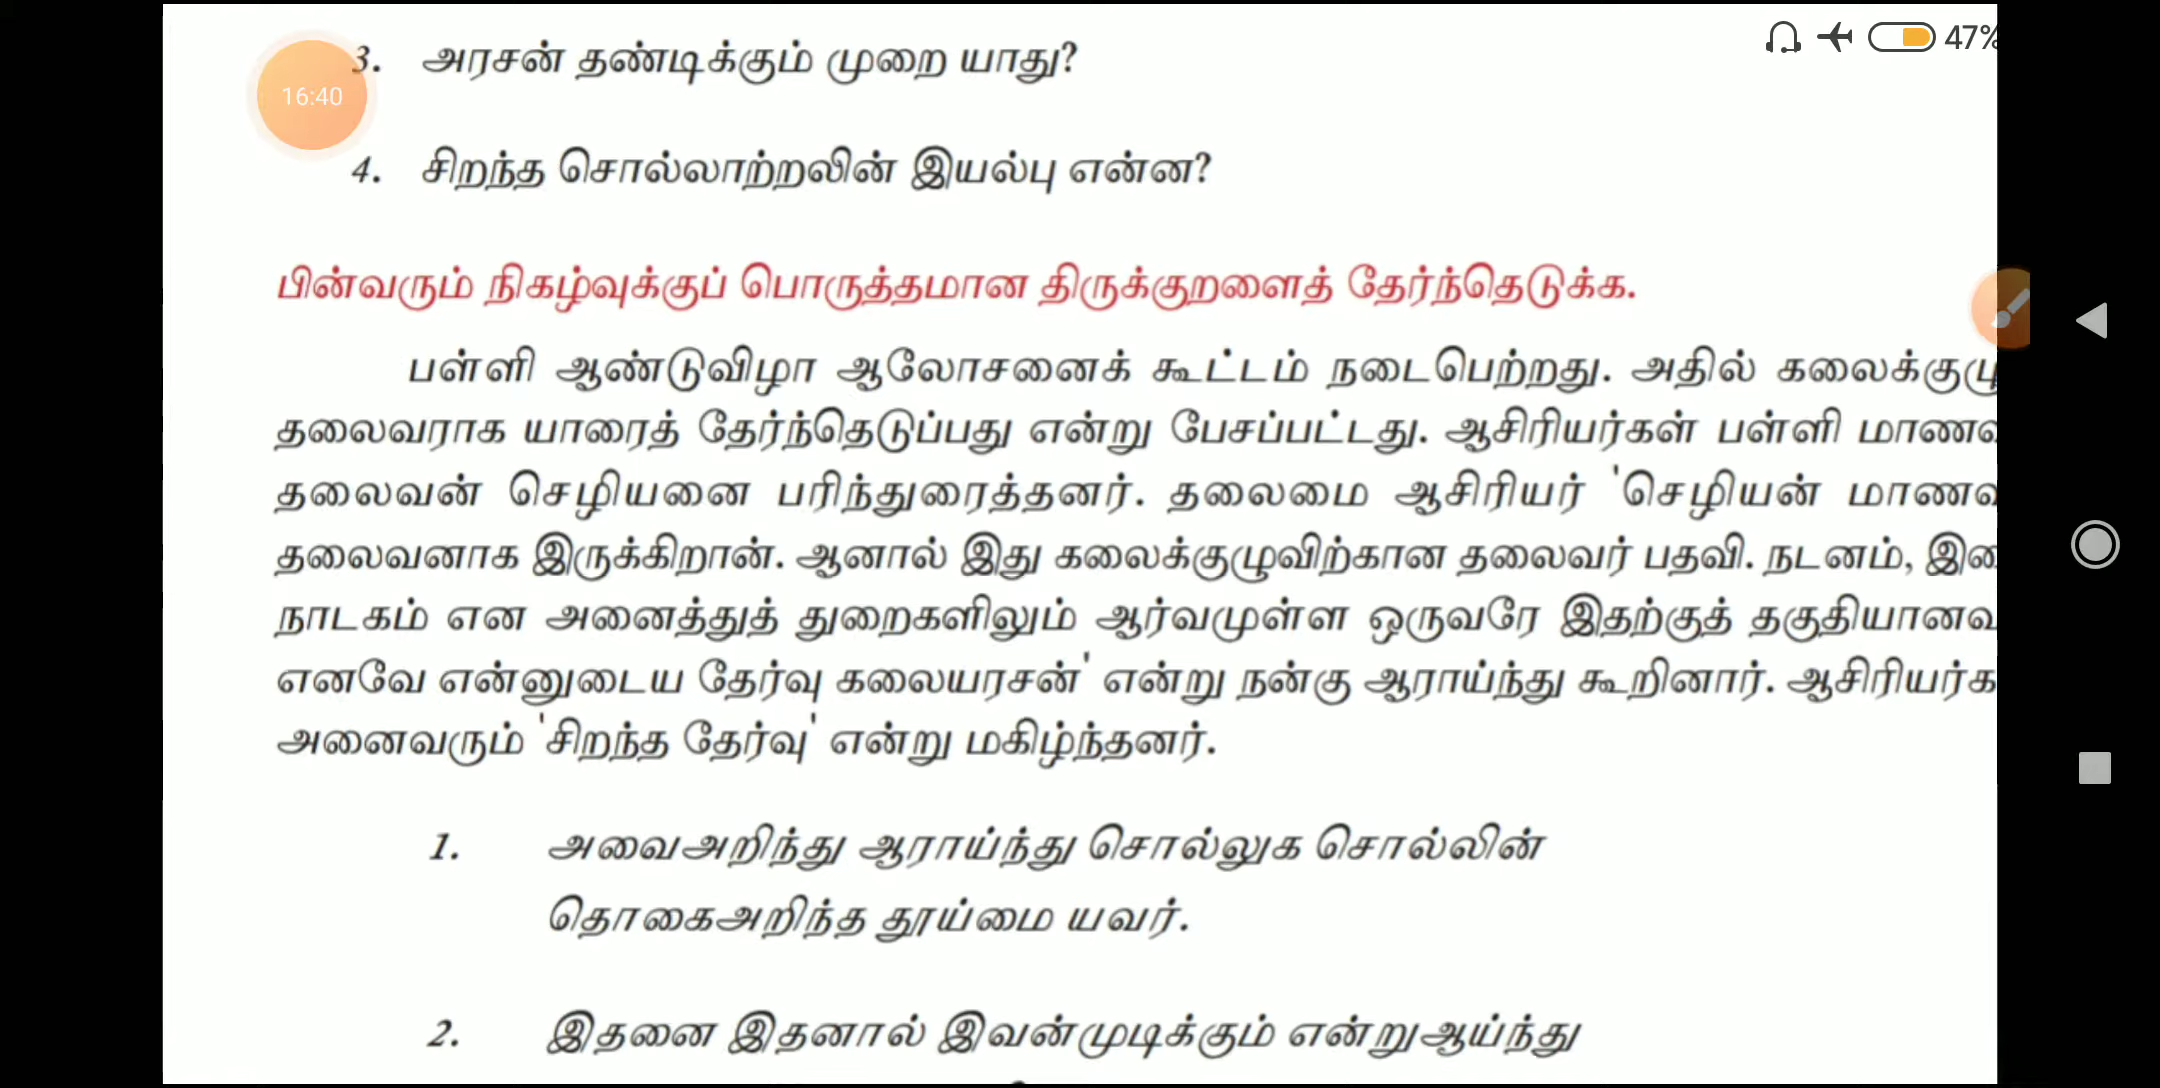 47%
16:40
3. அரசன் தண்டிக்கும் முறை யாது?
4. சிறந்த சொல்லாற்றலின் இயல்பு என்ன?
பின்வரும் நிகழ்வுக்குப் பொருத்தமான திருக்குறளைத் தேர்ந்தெடுக்க.
பள்ளி ஆண்டுவிழா ஆலோசனைக் கூட்டம் நடைபெற்றது. அதில்
தலைவராக யாரைத் தேர்ந்தெடுப்பது என்று பேசப்பட்டது. ஆசிரியர்கள் பள்ளி
தலைவன் செழியனை பரிந்துரைத்தனர். தலைமை ஆசிரியர் 'செழியன்
தலைவனாக இருக்கிறான். ஆனால் இது கலைக்குழுவிற்கான தலைவர் பதவி. நடனம்,
நாடகம் என அனைத்துத் துறைகளிலும் ஆர்வமுள்ள ஒருவரே இதற்குத்
எனவே என்னுடைய தேர்வு கலையரசன்' என்று நன்கு ஆராய்ந்து கூறினார்.
அனைவரும் 'சிறந்த தேர்வு' என்று மகிழ்ந்தனர்.
1. அவைஅறிந்து ஆராய்ந்து சொல்லுக சொல்லின்
தொகைஅறிந்த தூய்மை யவர்.
2. இதனை இதனால் இவன்முடிக்கும் என்றுஆய்ந்து